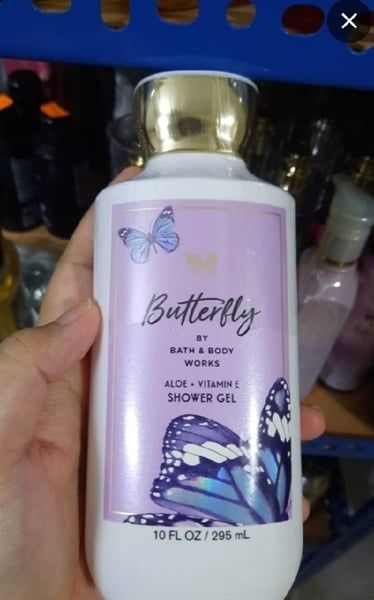 Butterfly
BY
BATH & BODY
WORKS
ALOE + VITAMIN E
SHOWER GEL
10 FL OZ / 295 mL